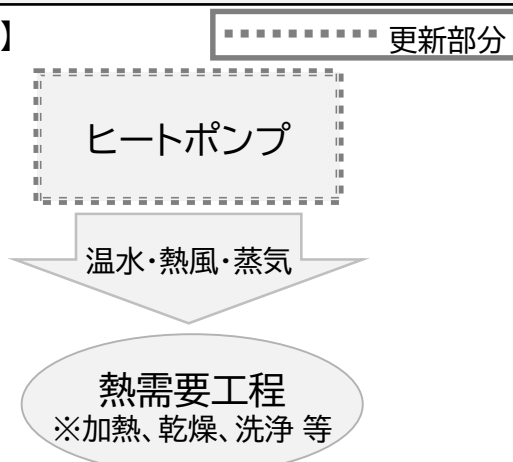 】
更新部分
ヒートポンプ
温水・熱風・蒸気
熱需要工程
※加熱、乾燥、洗浄 等